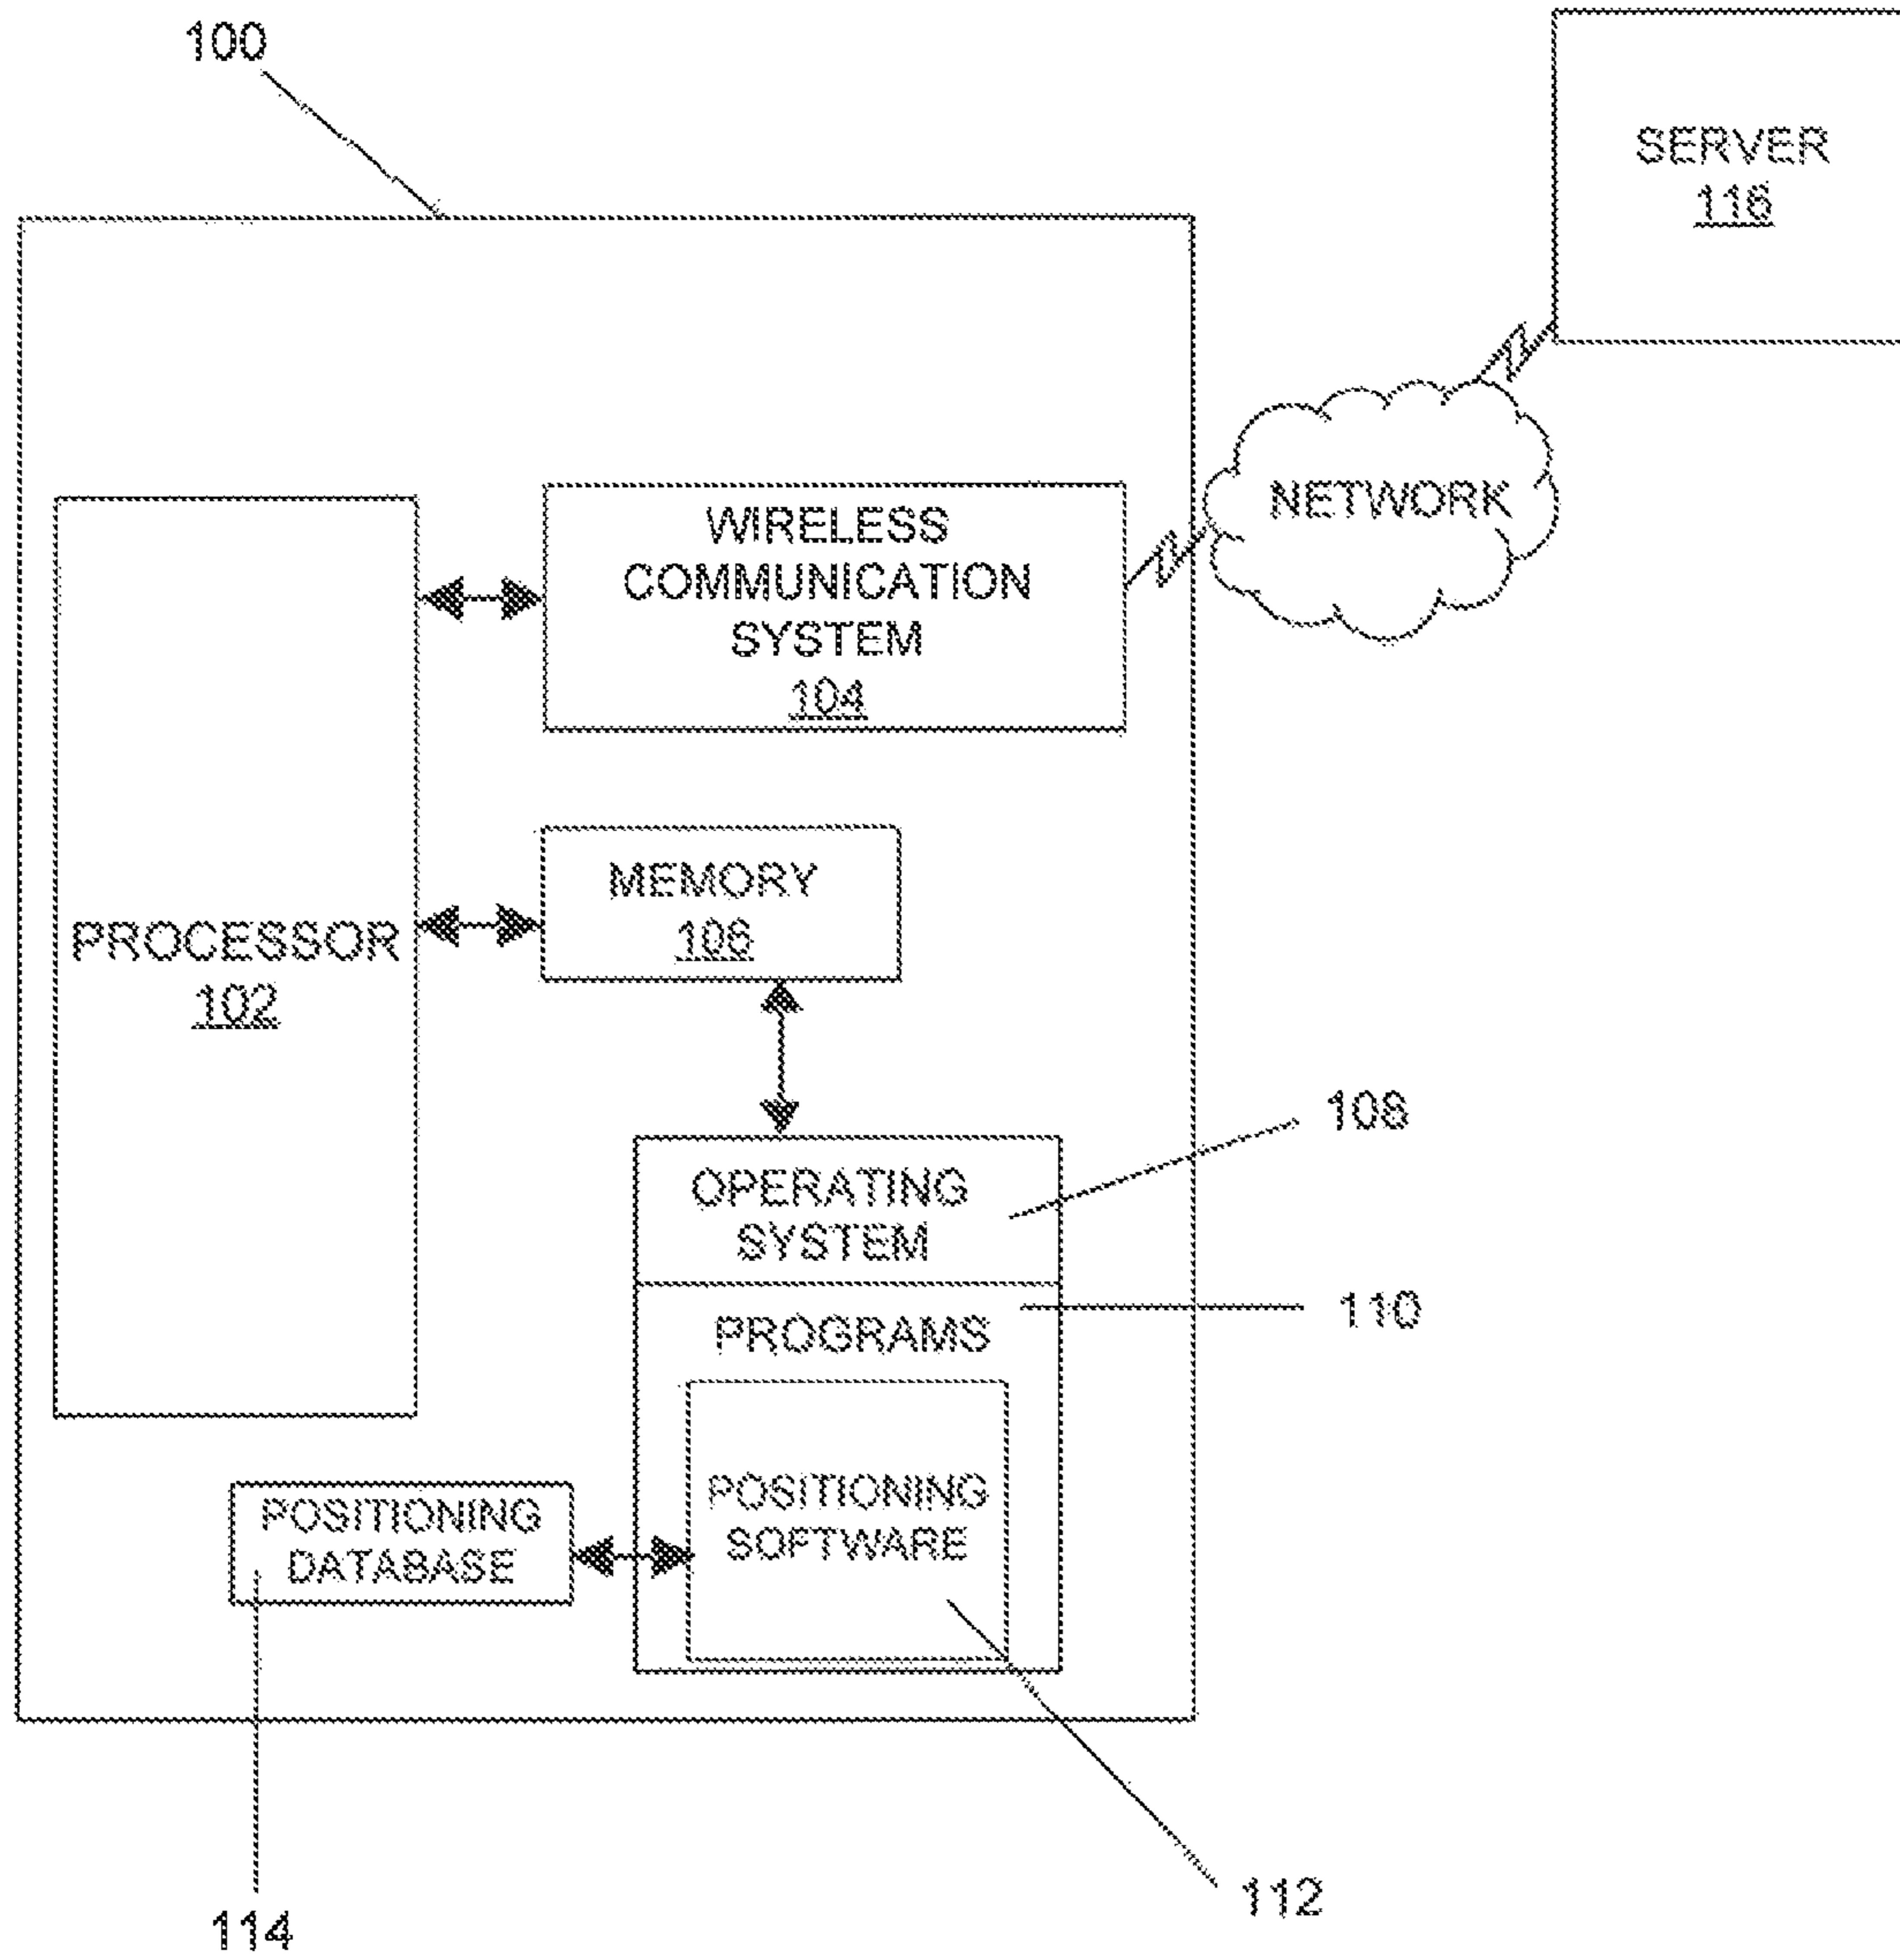 100
SERVER
116
NETWORK
WIRELESS
COMMUNICATION
SYSTEM
104
MEMORY
106
PROCESSOR
102
108
OPERATING
SYSTEM
110
PROGRAMS
POSITIONING
SOFTWARE
POSITIONING
DATABASE
112
114